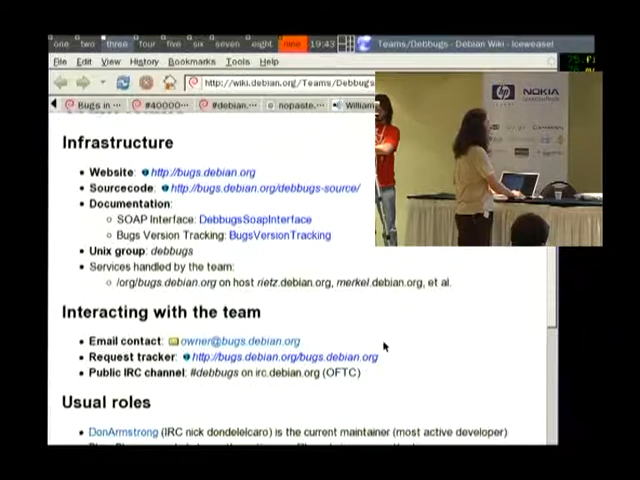 one two three four five six seven eight nine 19:43 Teams/Debbugs - Debian Wiki - Iceweasel
File Edit View History Bookmarks Tools Help
http://wiki.debian.org/Teams/Debbugs
Bugs in ... #40000... #debian... nopaste... William
Infrastructure
Website: http://bugs.debian.org
Sourcecode: http://bugs.debian.org/debbugs-source/
Documentation:
SOAP Interface: DebbugsSoapInterface
Bugs Version Tracking: BugsVersionTracking
Unix group: debbugs
Services handled by the team:
/org/bugs.debian.org on host rietz.debian.org, merkel.debian.org, et al.
Interacting with the team
Email contact: owner@bugs.debian.org
Request tracker: http://bugs.debian.org/bugs.debian.org
Public IRC channel: #debbugs on irc.debian.org (OFTC)
Usual roles
DonArmstrong (IRC nick dondelelcaro) is the current maintainer (most active developer)
hp NOKIA